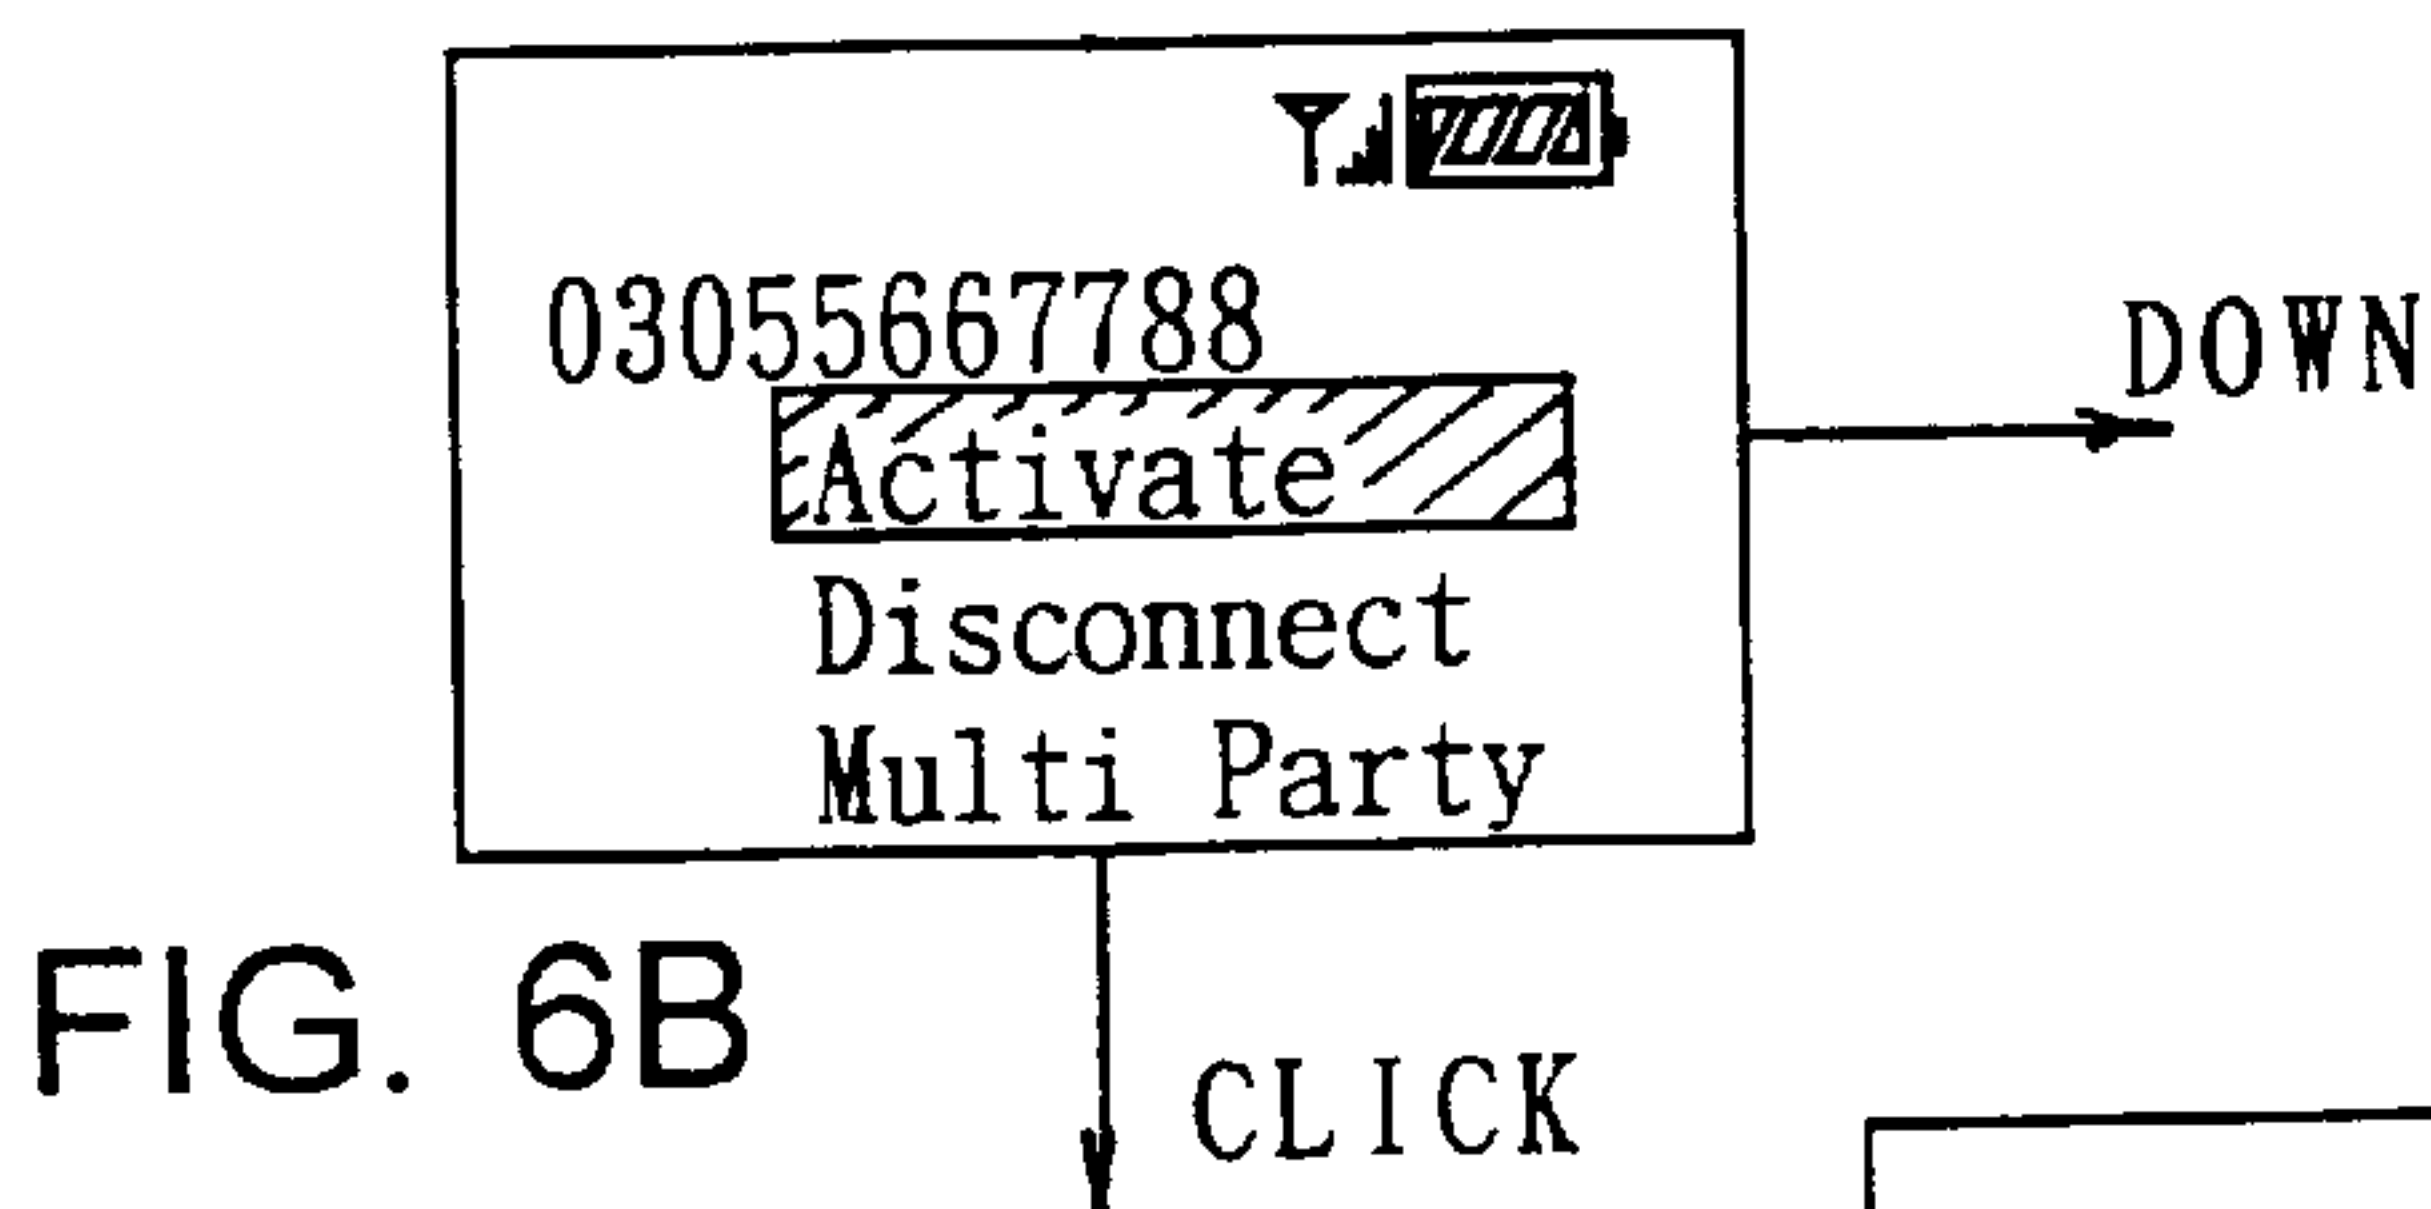 03055667788
DOWN
Activate
Disconnect
Multi Party
FIG. 6B
CLICK